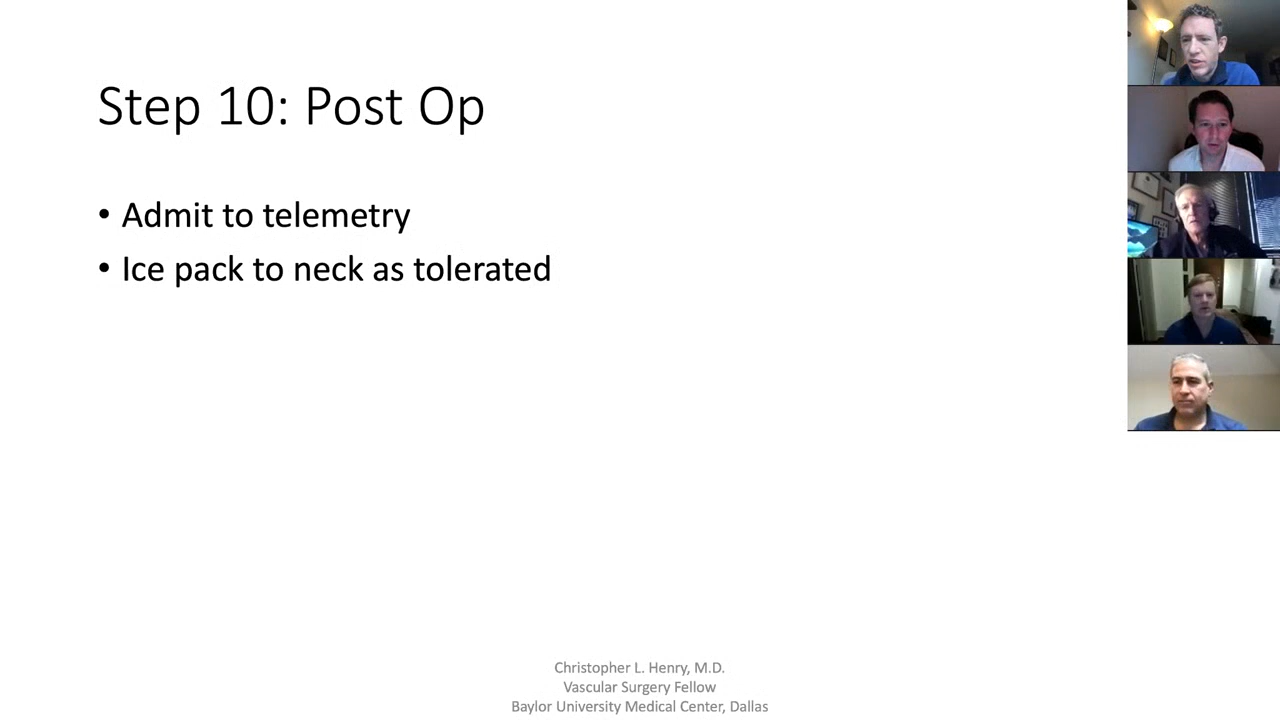 Step 10: Post Op
• Admit to telemetry
• Ice pack to neck as tolerated
Christopher L. Henry, M.D.
Vascular Surgery Fellow
Baylor University Medical Center, Dallas